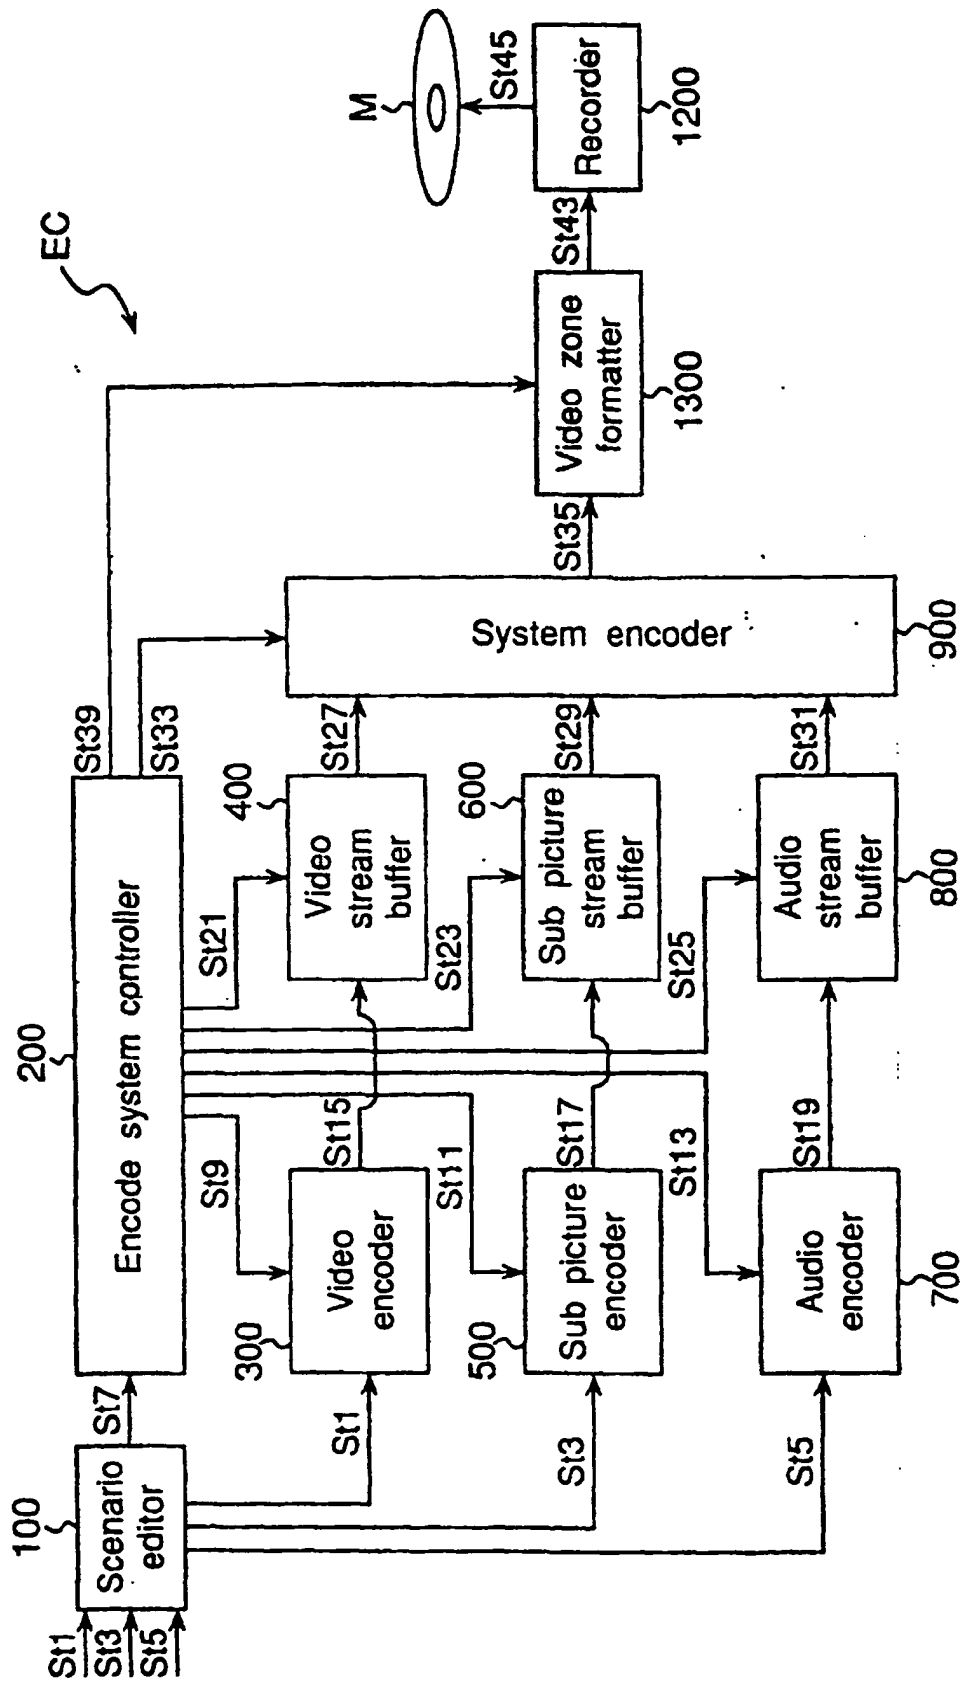 EC
St1
St3
St5
100
Scenario
editor
St7
200
Encode system controller
St39
St33
St9
St21
St11
St23
St13
St25
St1
St3
St5
300
Video
encoder
St15
400
Video
stream
buffer
St27
500
Sub picture
encoder
St17
600
Sub picture
stream
buffer
St29
700
Audio
encoder
St19
800
Audio
stream
buffer
St31
System encoder
900
St35
Video zone
formatter
1300
St43
Recorder
1200
St45
M